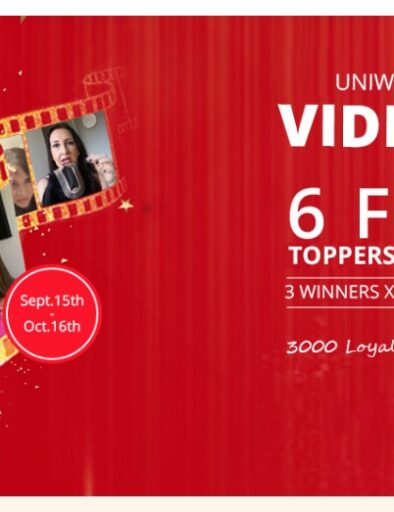 Sept.15th
-
Oct.16th
UNIW
VID
6 F
TOPPERS
3 WINNERS X
3000 Loyal